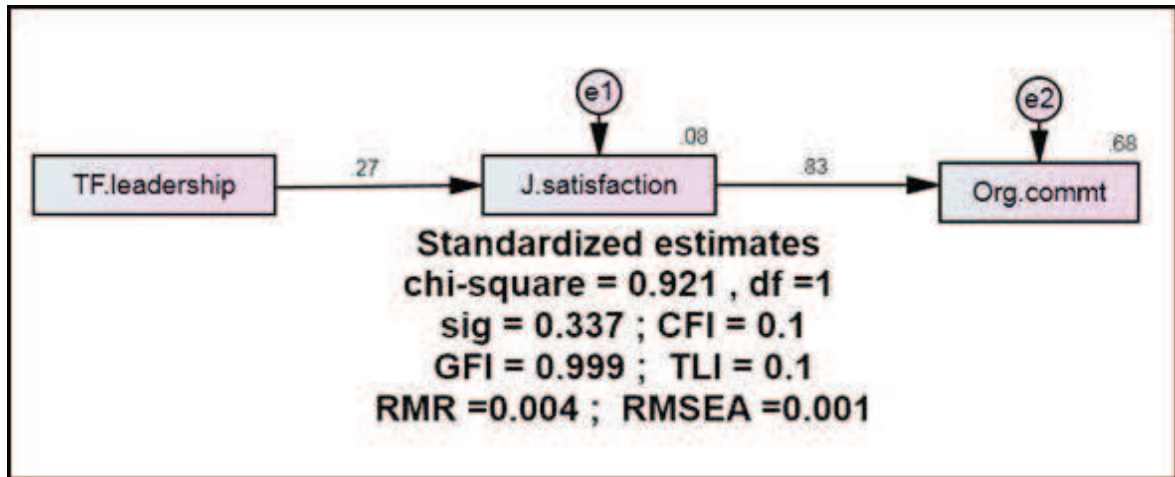 e1
e2
.08
.68
TF.leadership
.27
J.satisfaction
.83
Org.commt
Standardized estimates
chi-square = 0.921 , df =1
sig = 0.337 ; CFI = 0.1
GFI = 0.999 ; TLI = 0.1
RMR =0.004 ; RMSEA =0.001